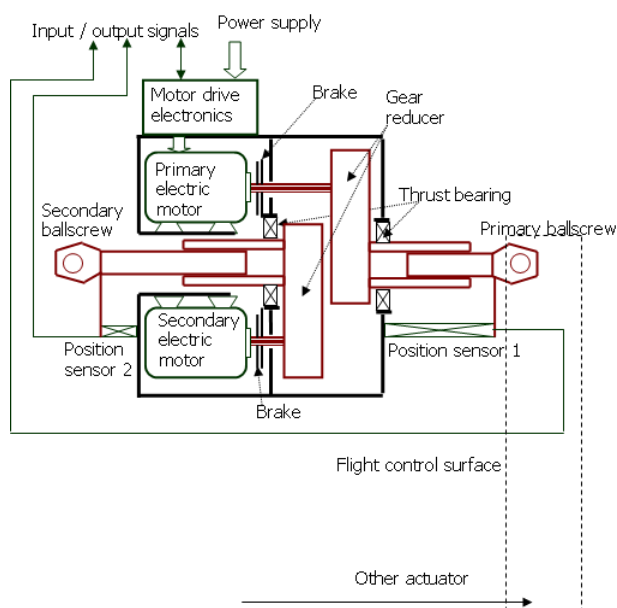 Power supply
Input / output signals
Motor drive
electronics
Brake
Gear
reducer
Primary
electric
motor
Thrust bearing
Secondary
ballscrew
Primary ballscrew
Secondary
electric
motor
Position
sensor 2
Position sensor 1
Brake
Flight control surface
Other actuator